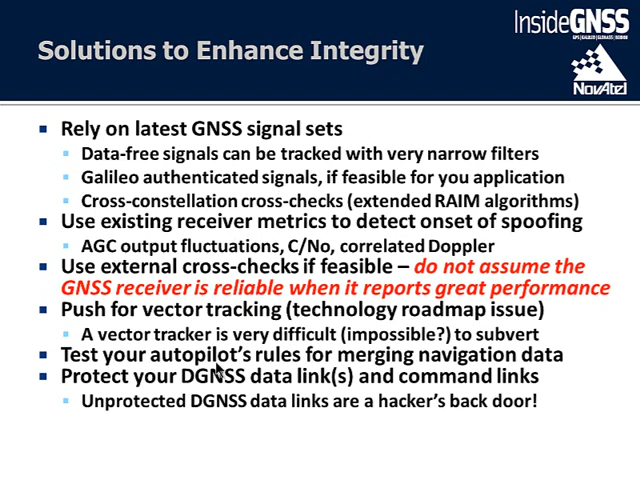 InsideGNSS
GPS | GALILEO | GLONASS | BEIDOU
Solutions to Enhance Integrity
NovAtel
Rely on latest GNSS signal sets
Data-free signals can be tracked with very narrow filters
Galileo authenticated signals, if feasible for you application
Cross-constellation cross-checks (extended RAIM algorithms)
Use existing receiver metrics to detect onset of spoofing
AGC output fluctuations, C/No, correlated Doppler
Use external cross-checks if feasible – do not assume the
GNSS receiver is reliable when it reports great performance
Push for vector tracking (technology roadmap issue)
A vector tracker is very difficult (impossible?) to subvert
Test your autopilot's rules for merging navigation data
Protect your DGNSS data link(s) and command links
Unprotected DGNSS data links are a hacker's back door!